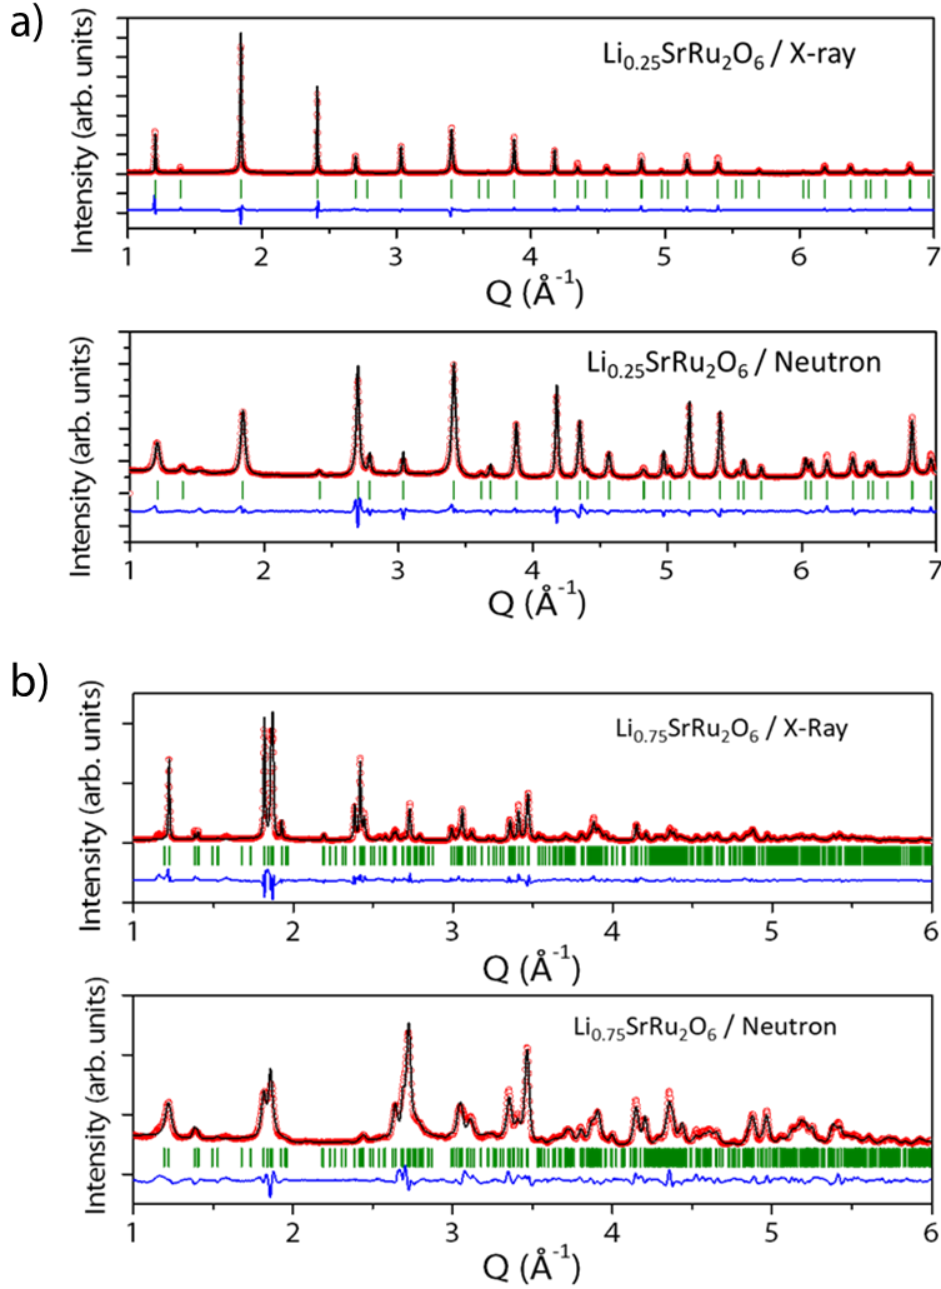 a)
Intensity (arb. units)
Li0.25SrRu2O6 / X-ray
1 2 3 4 5 6 7
Q (Å-1)
Intensity (arb. units)
Li0.25SrRu2O6 / Neutron
1 2 3 4 5 6 7
Q (Å-1)
b)
Intensity (arb. units)
Li0.75SrRu2O6 / X-Ray
1 2 3 4 5 6
Q (Å-1)
Intensity (arb. units)
Li0.75SrRu2O6 / Neutron
1 2 3 4 5 6
Q (Å-1)